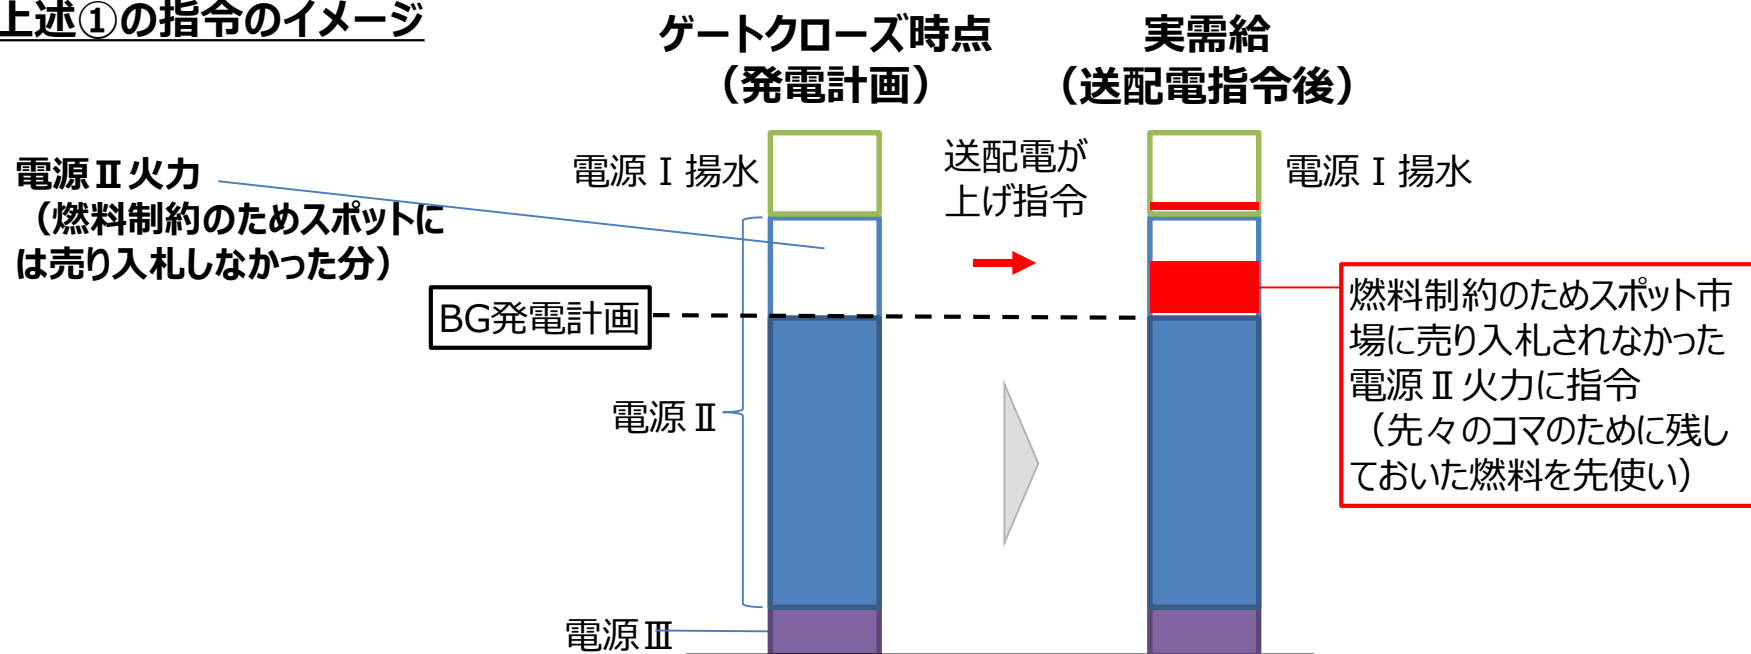 上述①の指令のイメージ
ゲートクローズ時点
（発電計画）
実需給
（送配電指令後）
電源Ⅱ火力
（燃料制約のためスポットに
は売り入札しなかった分）
電源Ⅰ揚水
送配電が
上げ指令
電源Ⅰ揚水
BG発電計画
電源Ⅱ
燃料制約のためスポット市
場に売り入札されなかった
電源Ⅱ火力に指令
（先々のコマのために残し
ておいた燃料を先使い）
電源Ⅲ